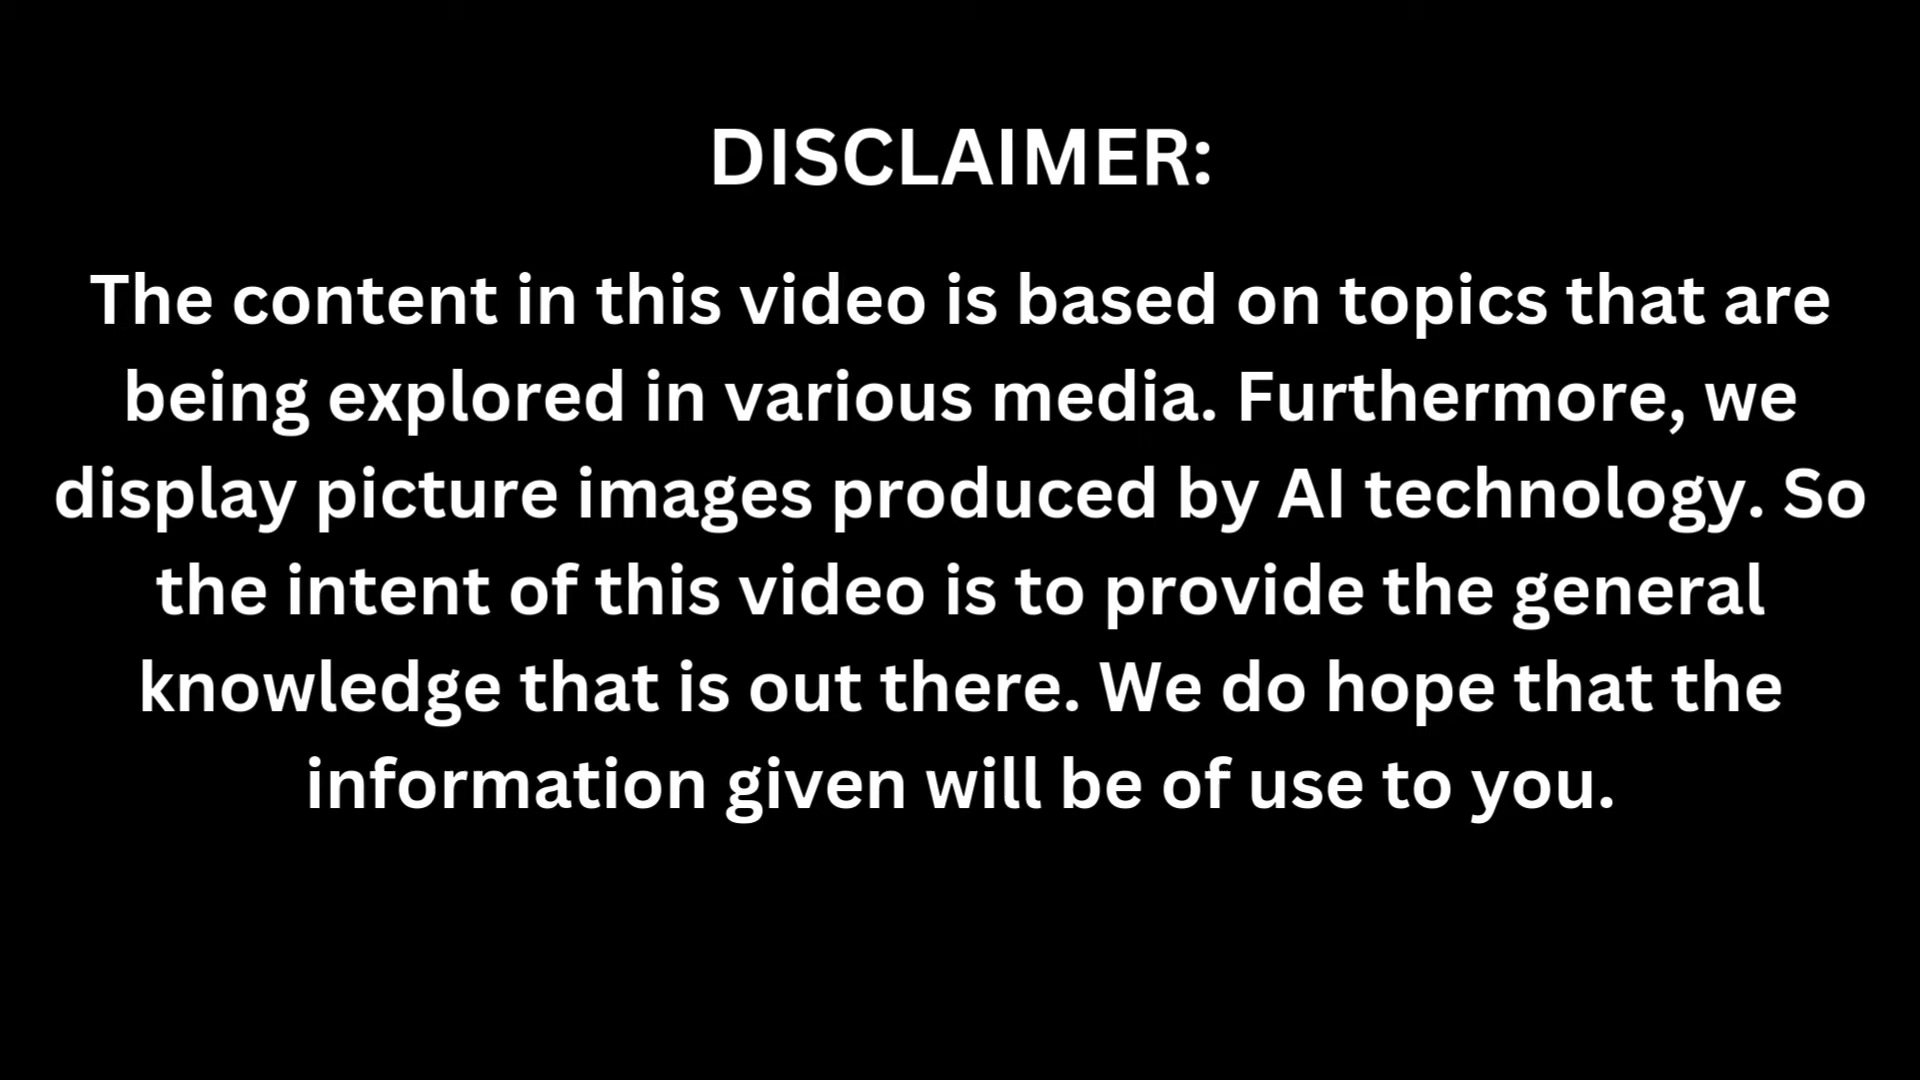 DISCLAIMER:
The content in this video is based on topics that are
being explored in various media. Furthermore, we
display picture images produced by AI technology. So
the intent of this video is to provide the general
knowledge that is out there. We do hope that the
information given will be of use to you.